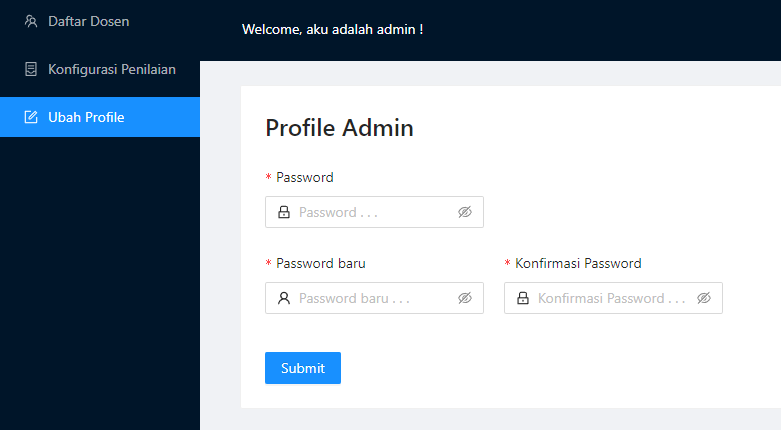 Daftar Dosen
Welcome, aku adalah admin !
Konfigurasi Penilaian
Ubah Profile
Profile Admin
* Password
Password . . .
* Password baru
* Konfirmasi Password
Password baru . . .
Konfirmasi Password . . .
Submit